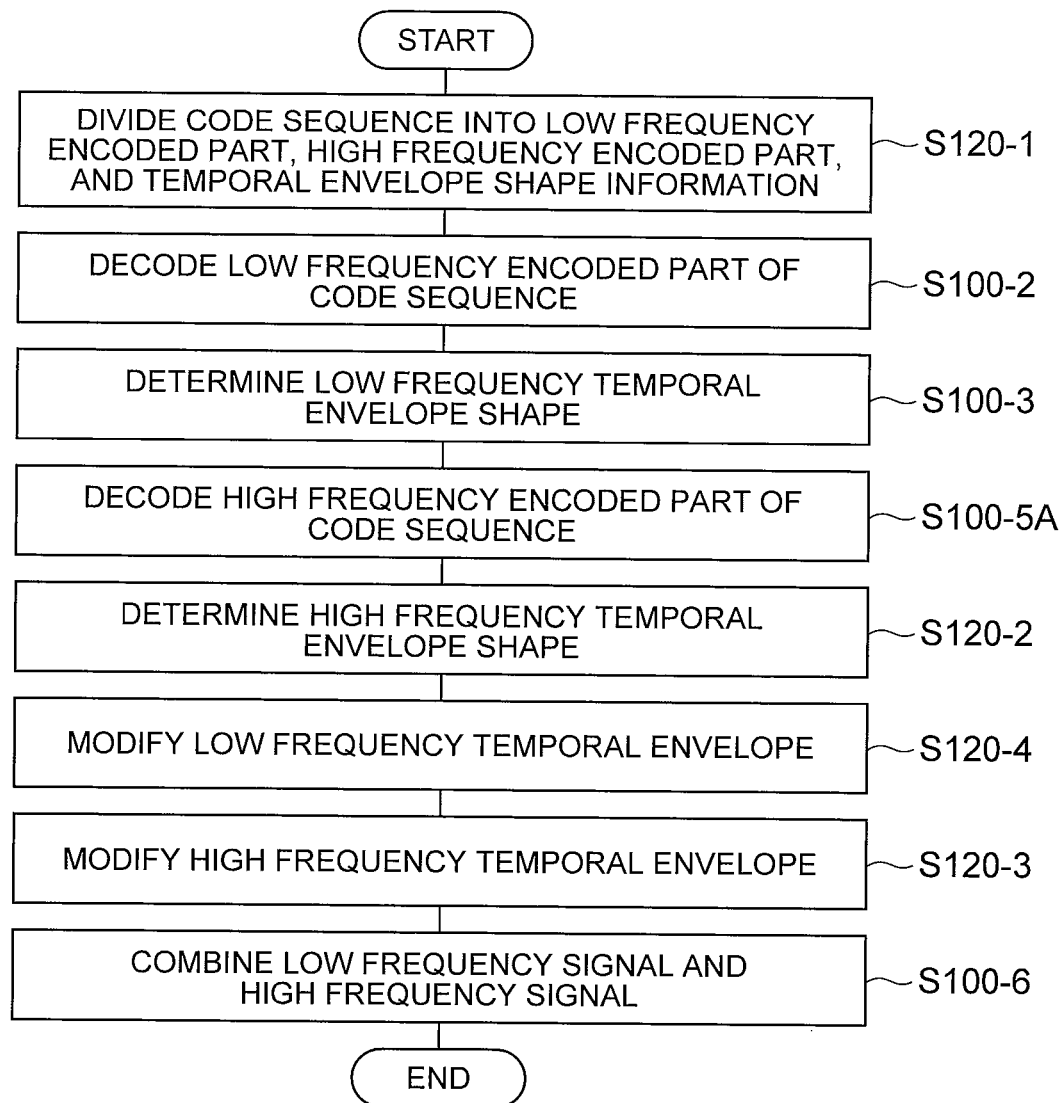 START
DIVIDE CODE SEQUENCE INTO LOW FREQUENCY
ENCODED PART, HIGH FREQUENCY ENCODED PART,
AND TEMPORAL ENVELOPE SHAPE INFORMATION
S120-1
DECODE LOW FREQUENCY ENCODED PART OF
CODE SEQUENCE
S100-2
DETERMINE LOW FREQUENCY TEMPORAL
ENVELOPE SHAPE
S100-3
DECODE HIGH FREQUENCY ENCODED PART OF
CODE SEQUENCE
S100-5A
DETERMINE HIGH FREQUENCY TEMPORAL
ENVELOPE SHAPE
S120-2
MODIFY LOW FREQUENCY TEMPORAL ENVELOPE
S120-4
MODIFY HIGH FREQUENCY TEMPORAL ENVELOPE
S120-3
COMBINE LOW FREQUENCY SIGNAL AND
HIGH FREQUENCY SIGNAL
S100-6
END